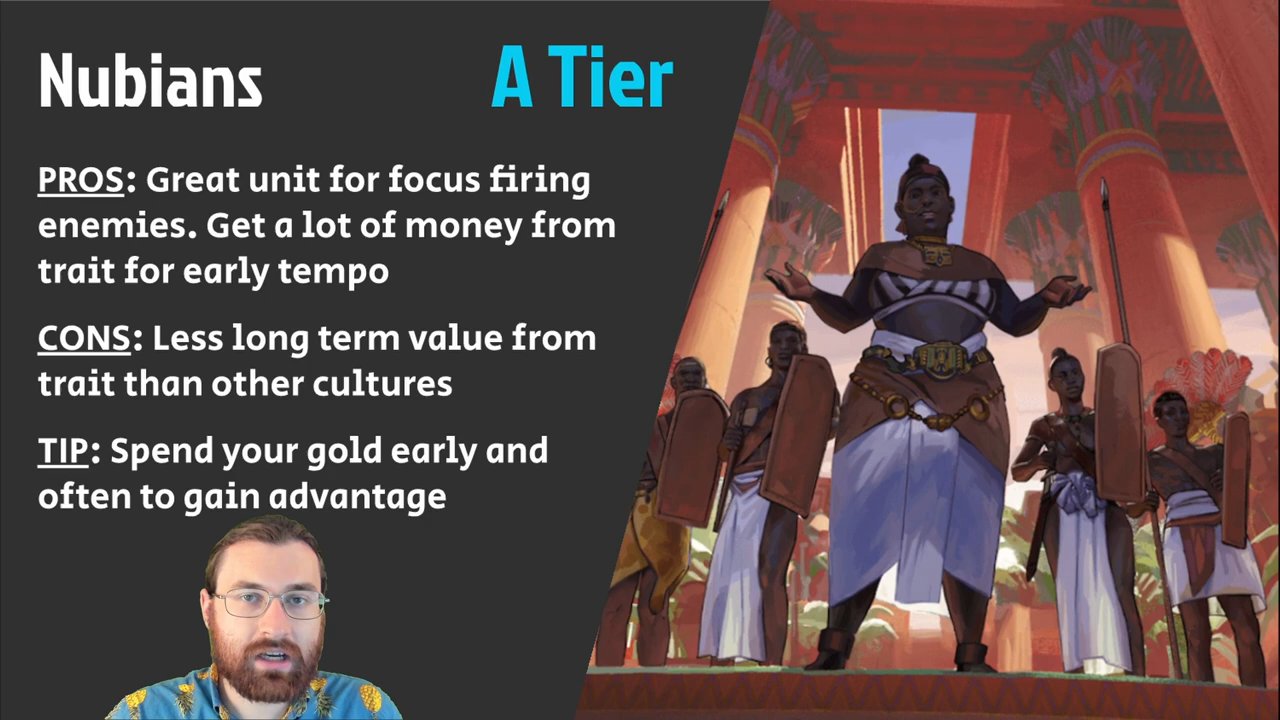 Nubians
A Tier
PROS: Great unit for focus firing
enemies. Get a lot of money from
trait for early tempo
CONS: Less long term value from
trait than other cultures
TIP: Spend your gold early and
often to gain advantage